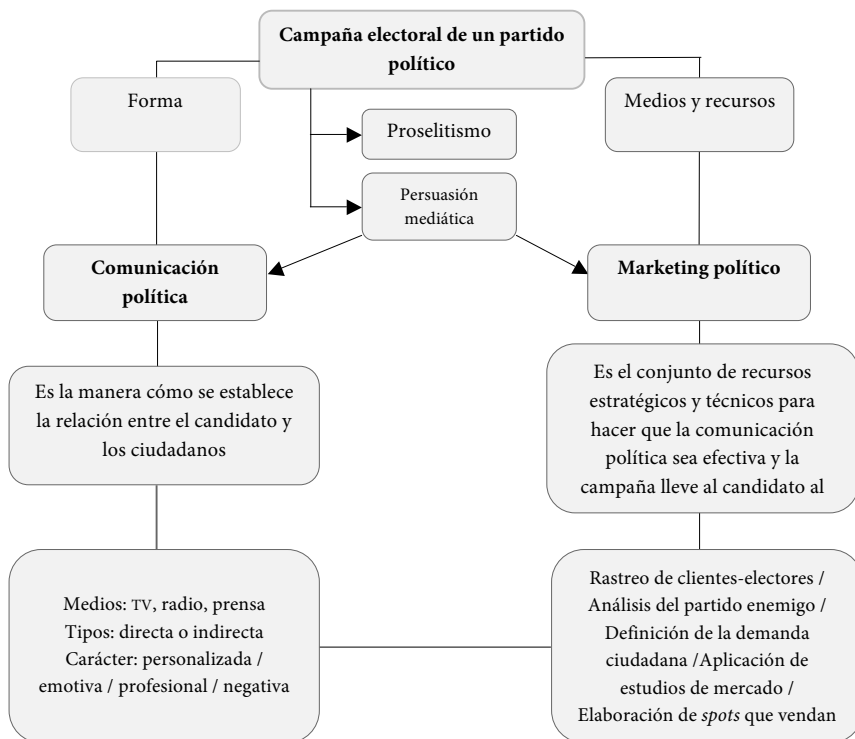 Campaña electoral de un partido
político
Forma
Medios y recursos
Proselitismo
Persuasión
mediática
Comunicación
política
Marketing político
Es la manera cómo se establece
la relación entre el candidato y
los ciudadanos
Es el conjunto de recursos
estratégicos y técnicos para
hacer que la comunicación
política sea efectiva y la
campaña lleve al candidato al
Medios: TV, radio, prensa
Tipos: directa o indirecta
Carácter: personalizada /
emotiva / profesional / negativa
Rastreo de clientes-electores /
Análisis del partido enemigo /
Definición de la demanda
ciudadana /Aplicación de
estudios de mercado /
Elaboración de spots que vendan